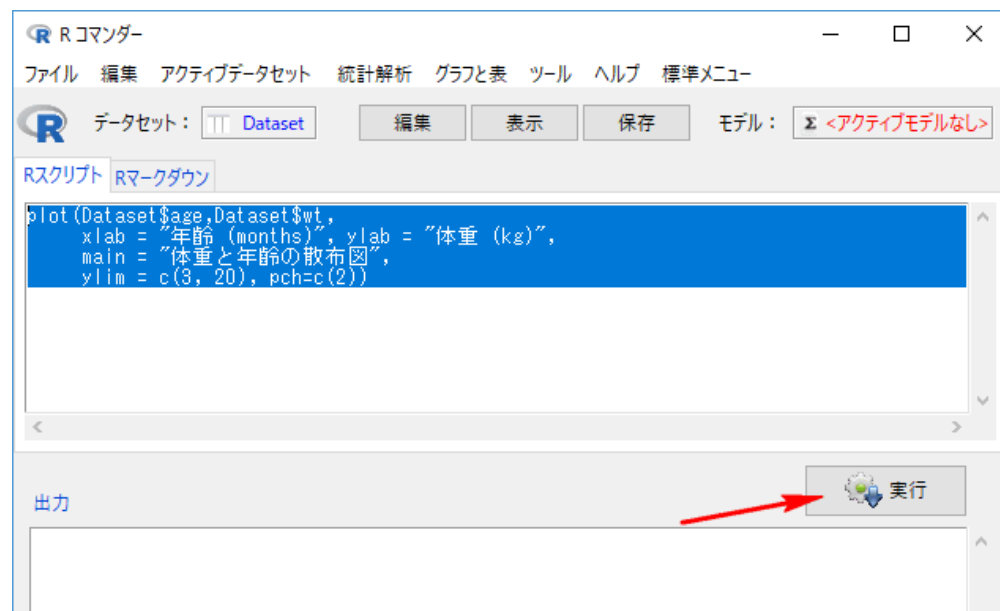 R コマンダー
ファイル 編集 アクティブデータセット 統計解析 グラフと表 ツール ヘルプ 標準メニュー
R データセット： Dataset 編集 表示 保存 モデル： Σ <アクティブモデルなし>
Rスクリプト Rマークダウン
plot(Dataset$age,Dataset$wt,
xlab = "年齢 (months)", ylab = "体重 (kg)",
main = "体重と年齢の散布図",
ylim = c(3, 20), pch=c(2))
実行
出力